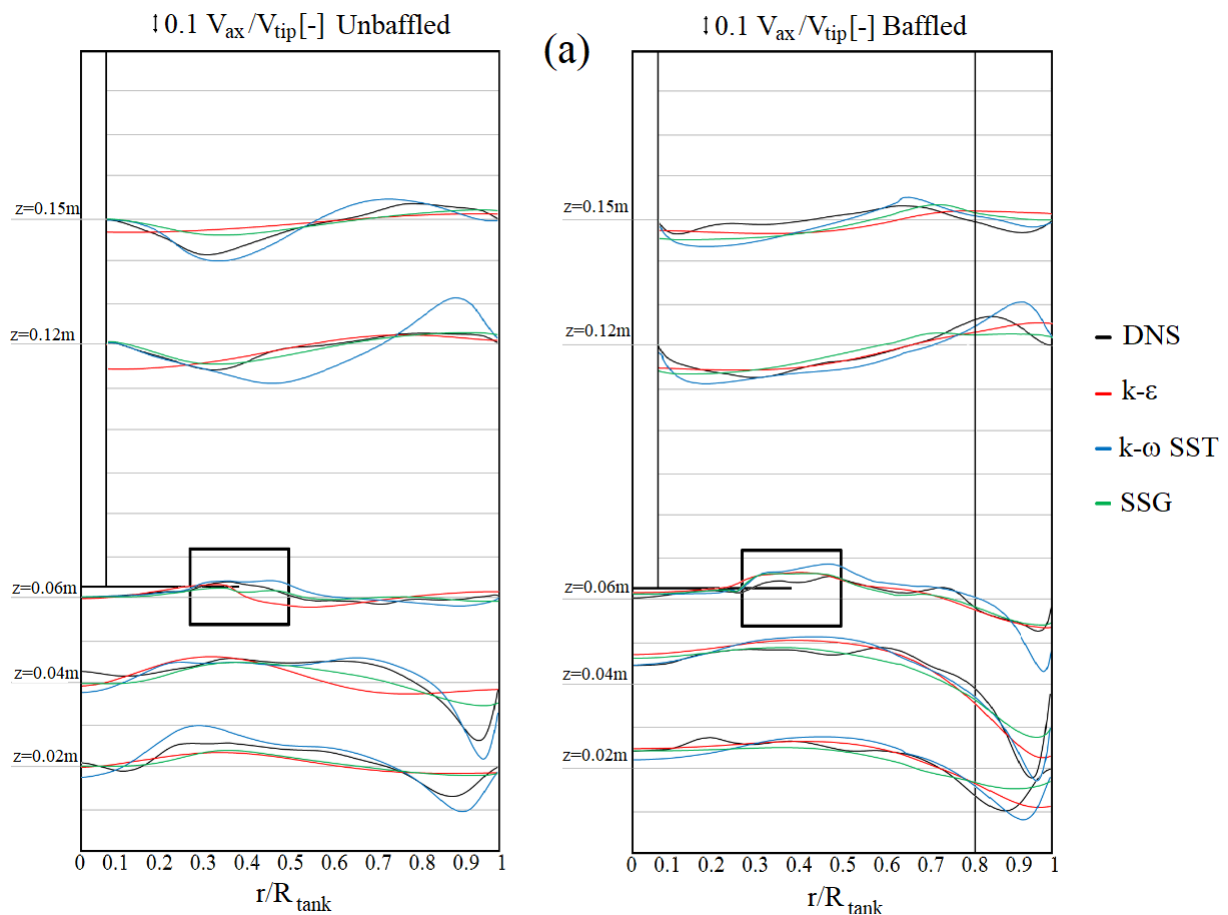 ↕0.1 Vax/Vtip[-] Unbaffled
z=0.15m
z=0.12m
z=0.06m
z=0.04m
z=0.02m
0 0.1 0.2 0.3 0.4 0.5 0.6 0.7 0.8 0.9 1
r/Rtank
(a)
↕0.1 Vax/Vtip[-] Baffled
z=0.15m
z=0.12m
z=0.06m
z=0.04m
z=0.02m
0 0.1 0.2 0.3 0.4 0.5 0.6 0.7 0.8 0.9 1
r/Rtank
DNS
k-ε
k-ω SST
SSG